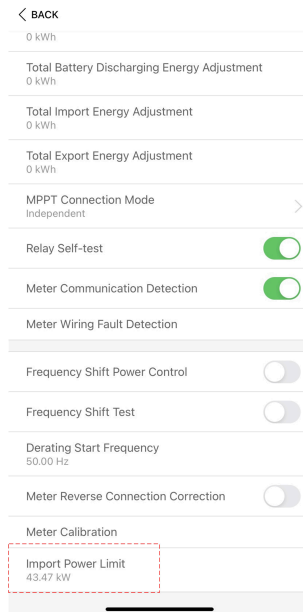 BACK
0 kWh
Total Battery Discharging Energy Adjustment
0 kWh
Total Import Energy Adjustment
0 kWh
Total Export Energy Adjustment
0 kWh
MPPT Connection Mode
Independent
Relay Self-test
Meter Communication Detection
Meter Wiring Fault Detection
Frequency Shift Power Control
Frequency Shift Test
Derating Start Frequency
50.00 Hz
Meter Reverse Connection Correction
Meter Calibration
Import Power Limit
43.47 kW